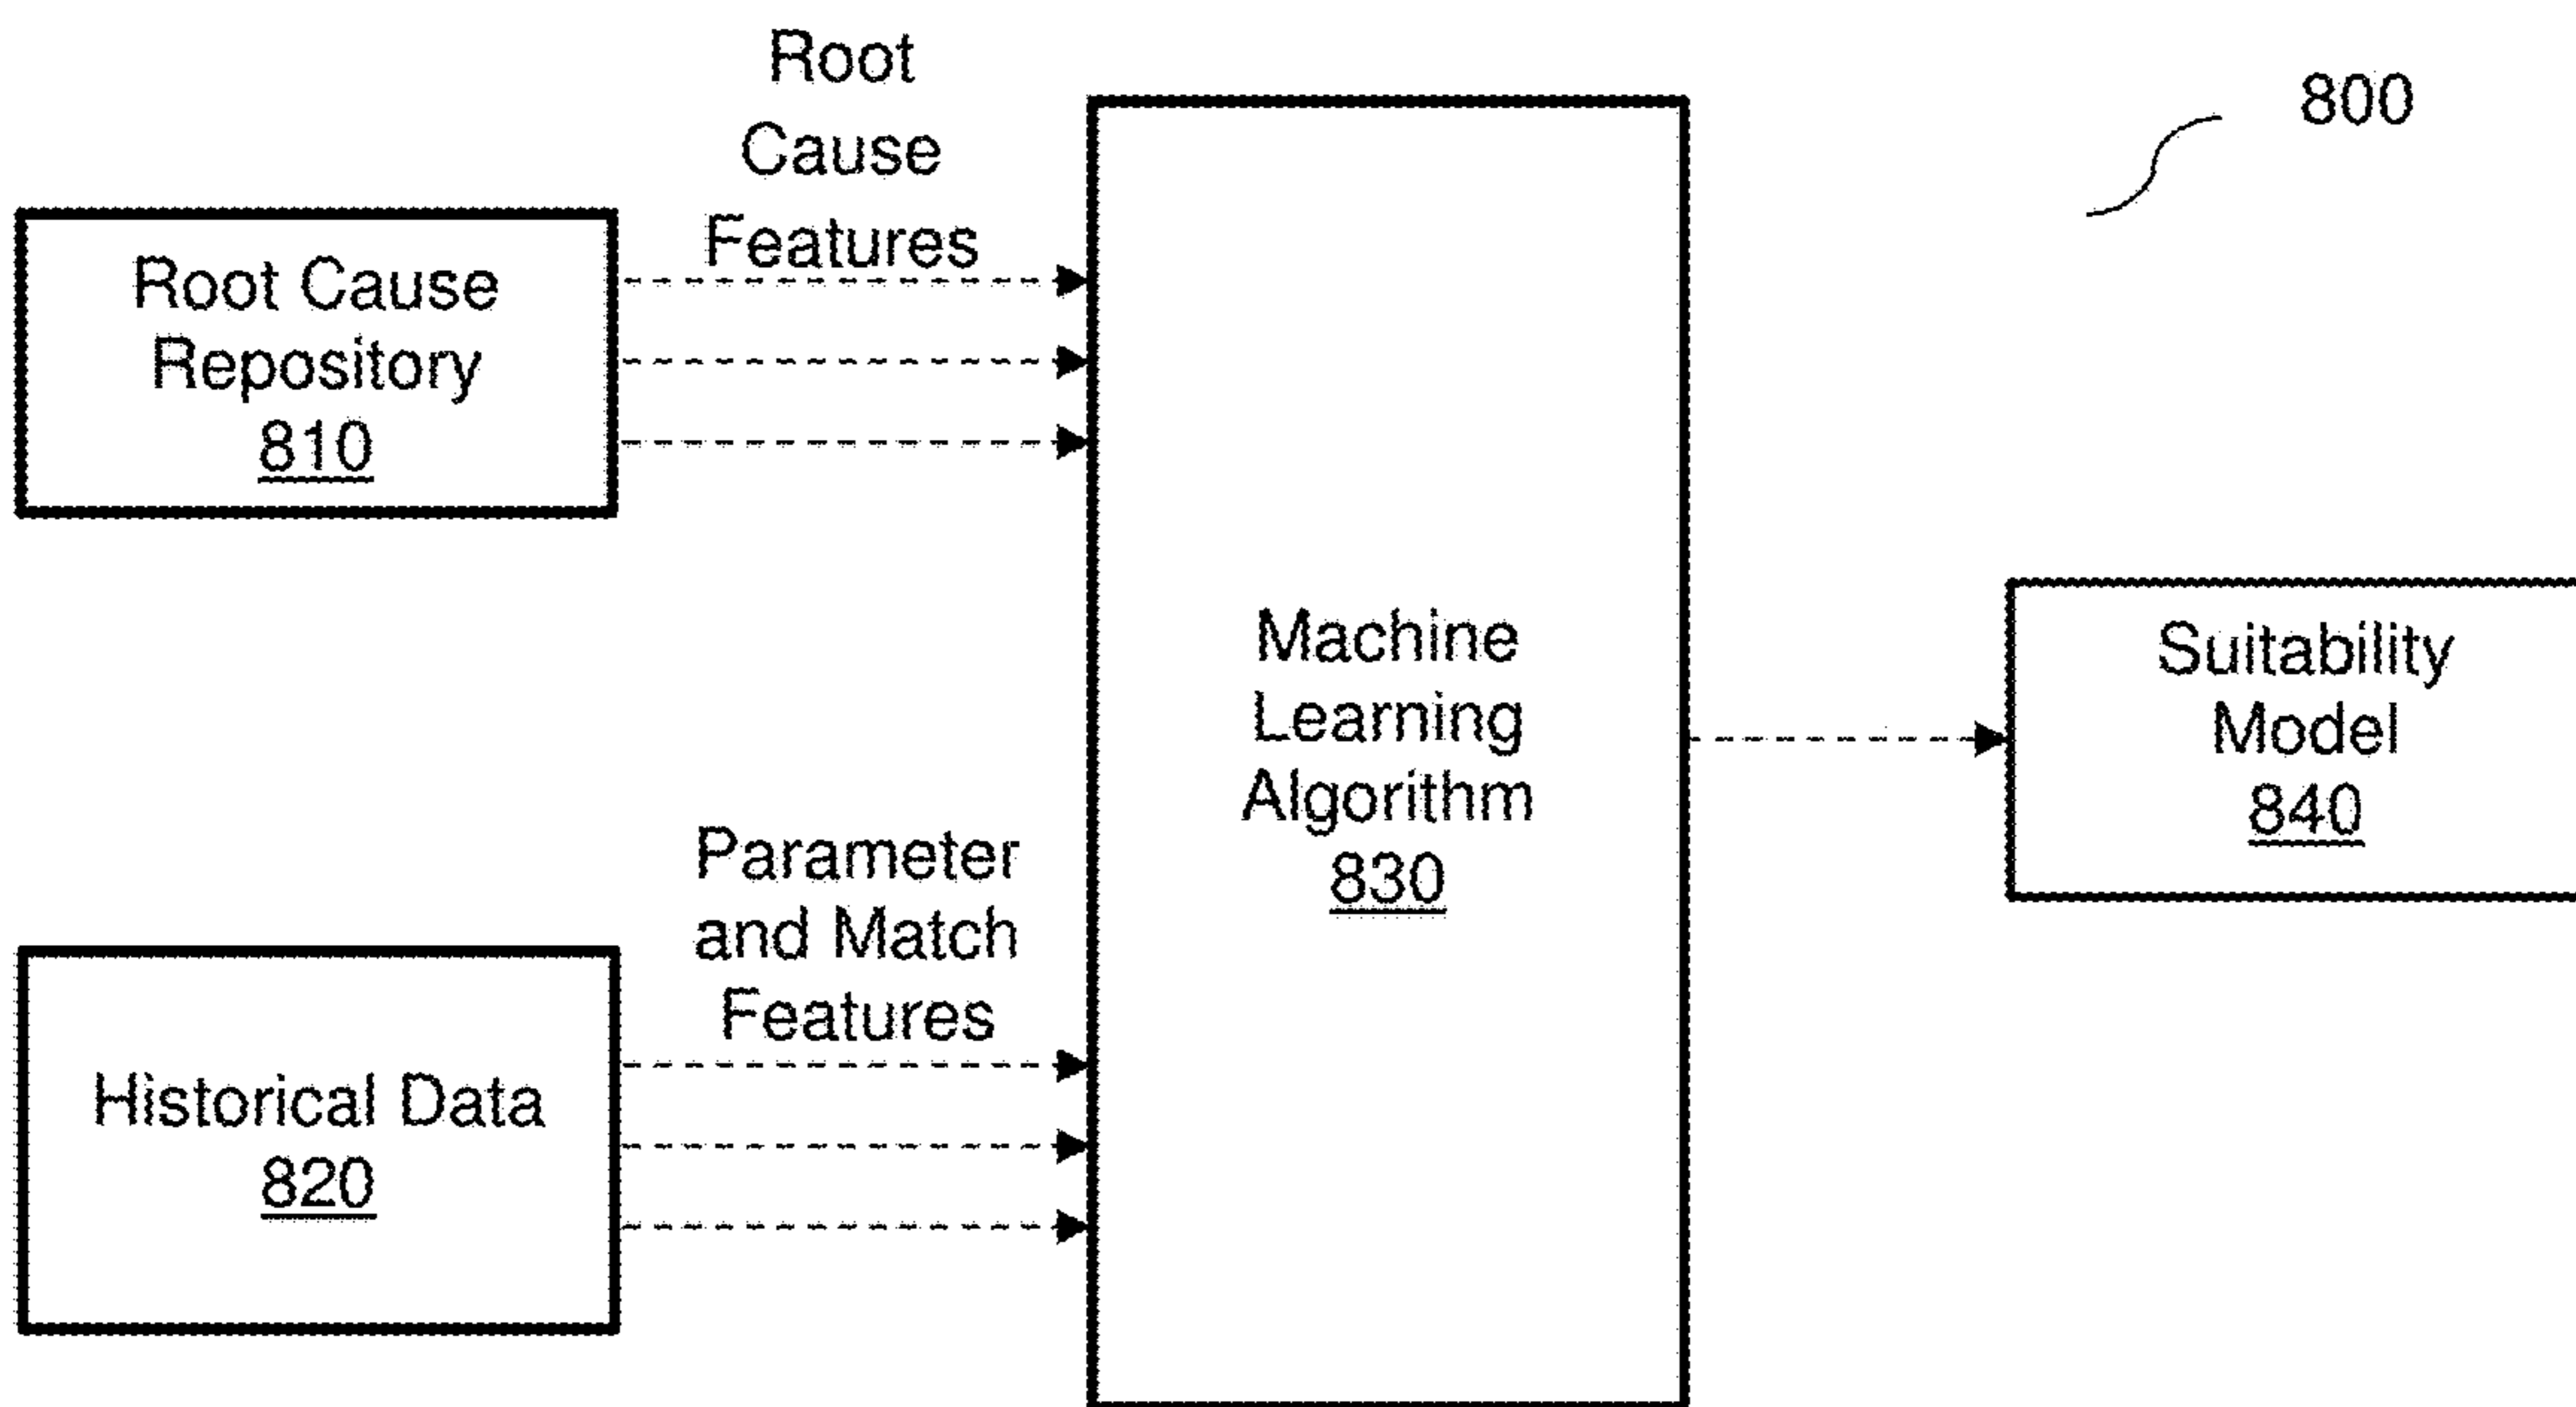 Root
Cause
Features
800
Root Cause
Repository
810
Machine
Learning
Algorithm
830
Suitability
Model
840
Parameter
and Match
Features
Historical Data
820